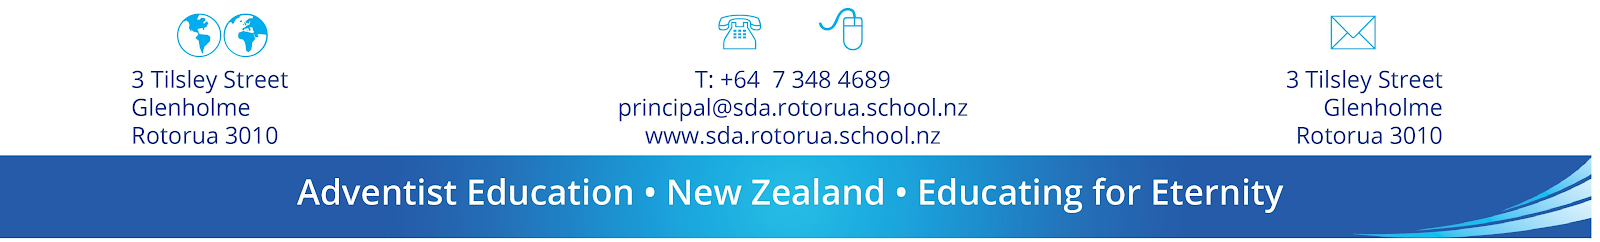 3 Tilsley Street
Glenholme
Rotorua 3010
T: +64  7 348 4689
principal@sda.rotorua.school.nz
www.sda.rotorua.school.nz
3 Tilsley Street
Glenholme
Rotorua 3010
Adventist Education • New Zealand • Educating for Eternity